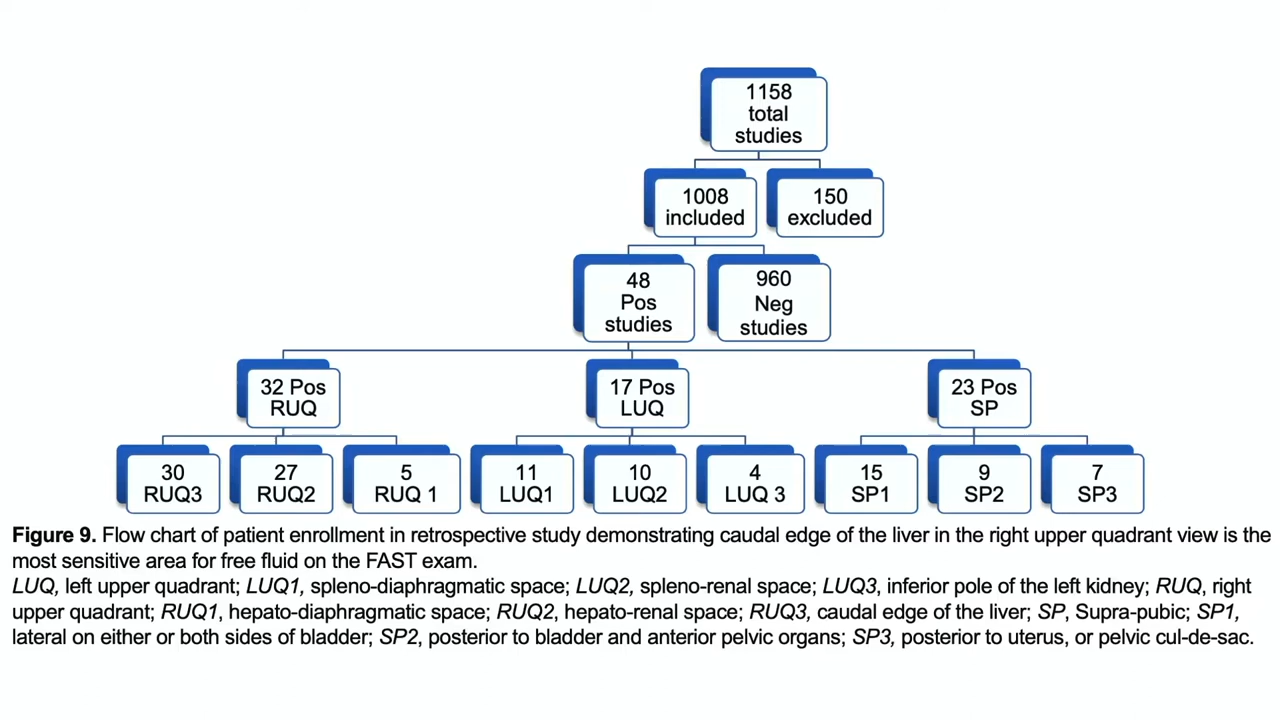 1158
total
studies
1008
included
150
excluded
48
Pos
studies
960
Neg
studies
32 Pos
RUQ
17 Pos
LUQ
23 Pos
SP
30
RUQ3
27
RUQ2
5
RUQ 1
11
LUQ1
10
LUQ2
4
LUQ 3
15
SP1
9
SP2
7
SP3
Figure 9. Flow chart of patient enrollment in retrospective study demonstrating caudal edge of the liver in the right upper quadrant view is the
most sensitive area for free fluid on the FAST exam.
LUQ, left upper quadrant; LUQ1, spleno-diaphragmatic space; LUQ2, spleno-renal space; LUQ3, inferior pole of the left kidney; RUQ, right
upper quadrant; RUQ1, hepato-diaphragmatic space; RUQ2, hepato-renal space; RUQ3, caudal edge of the liver; SP, Supra-pubic; SP1,
lateral on either or both sides of bladder; SP2, posterior to bladder and anterior pelvic organs; SP3, posterior to uterus, or pelvic cul-de-sac.